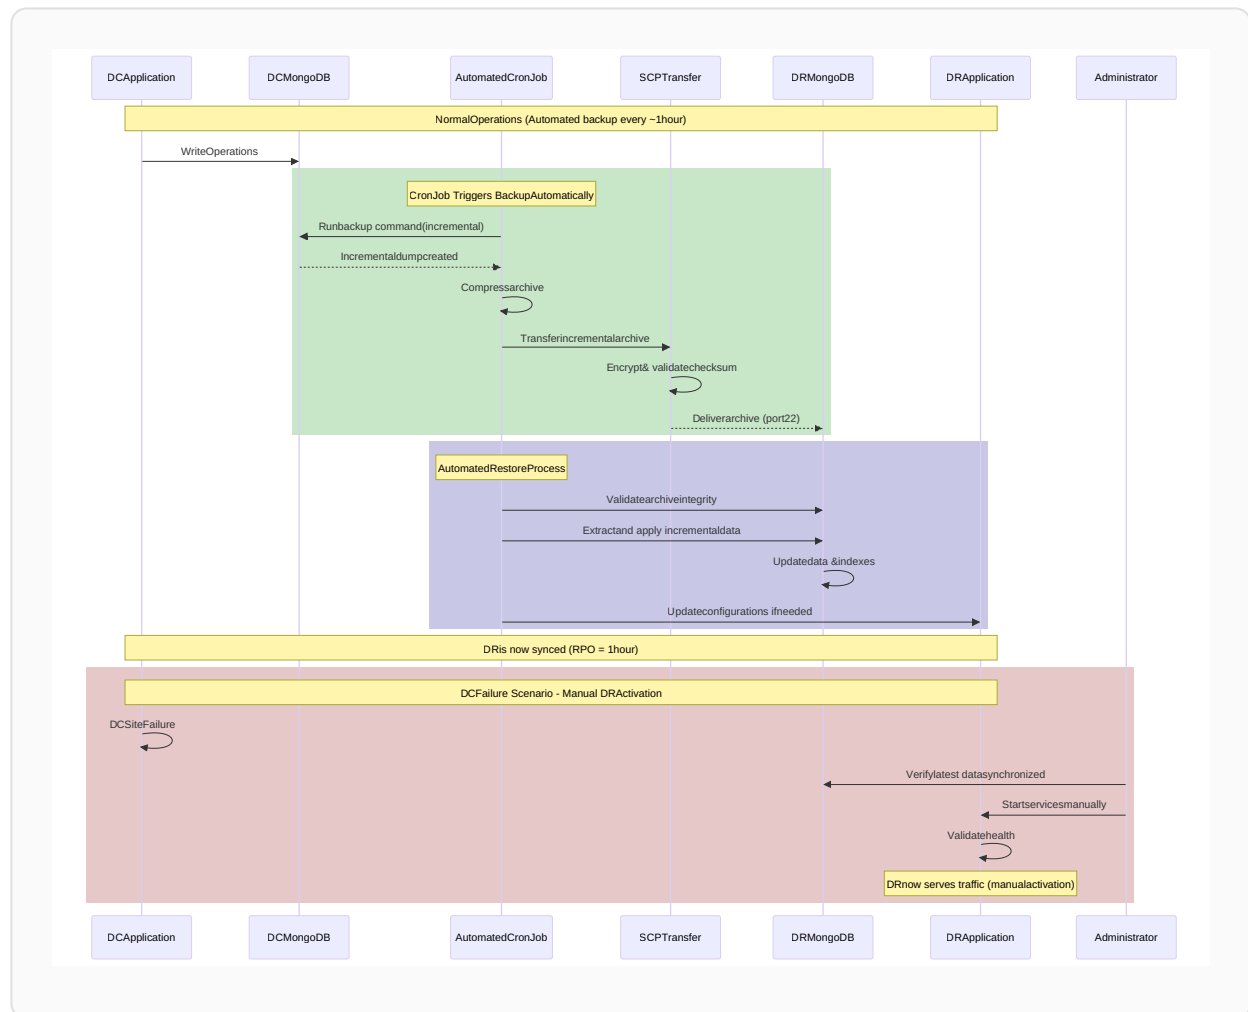 DCApplication
DCMongoDB
AutomatedCronJob
SCPTransfer
DRMongoDB
DRApplication
Administrator
NormalOperations (Automated backup every ~1hour)
WriteOperations
CronJob Triggers BackupAutomatically
Runbackup command(incremental)
Incrementaldumpcreated
Compressarchive
Transferincrementalarchive
Encrypt& validatechecksum
Deliverarchive (port22)
AutomatedRestoreProcess
Validatearchiveintegrity
Extractand apply incrementaldata
Updatedata &indexes
Updateconfigurations ifneeded
DRis now synced (RPO = 1hour)
DCFailure Scenario - Manual DRActivation
DCSiteFailure
Verifylatest datasynchronized
Startservicesmanually
Validatehealth
DRnow serves traffic (manualactivation)
DCApplication
DCMongoDB
AutomatedCronJob
SCPTransfer
DRMongoDB
DRApplication
Administrator